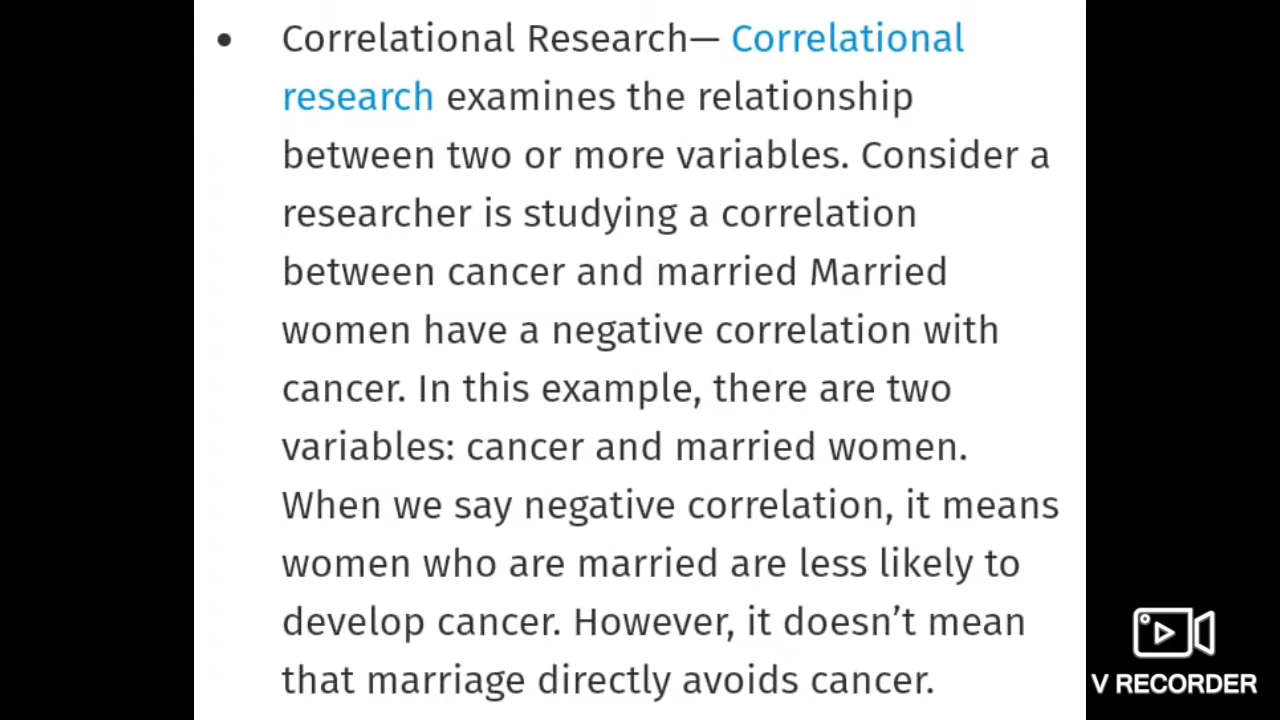 • Correlational Research— Correlational
research examines the relationship
between two or more variables. Consider a
researcher is studying a correlation
between cancer and married Married
women have a negative correlation with
cancer. In this example, there are two
variables: cancer and married women.
When we say negative correlation, it means
women who are married are less likely to
develop cancer. However, it doesn’t mean
that marriage directly avoids cancer.
V RECORDER